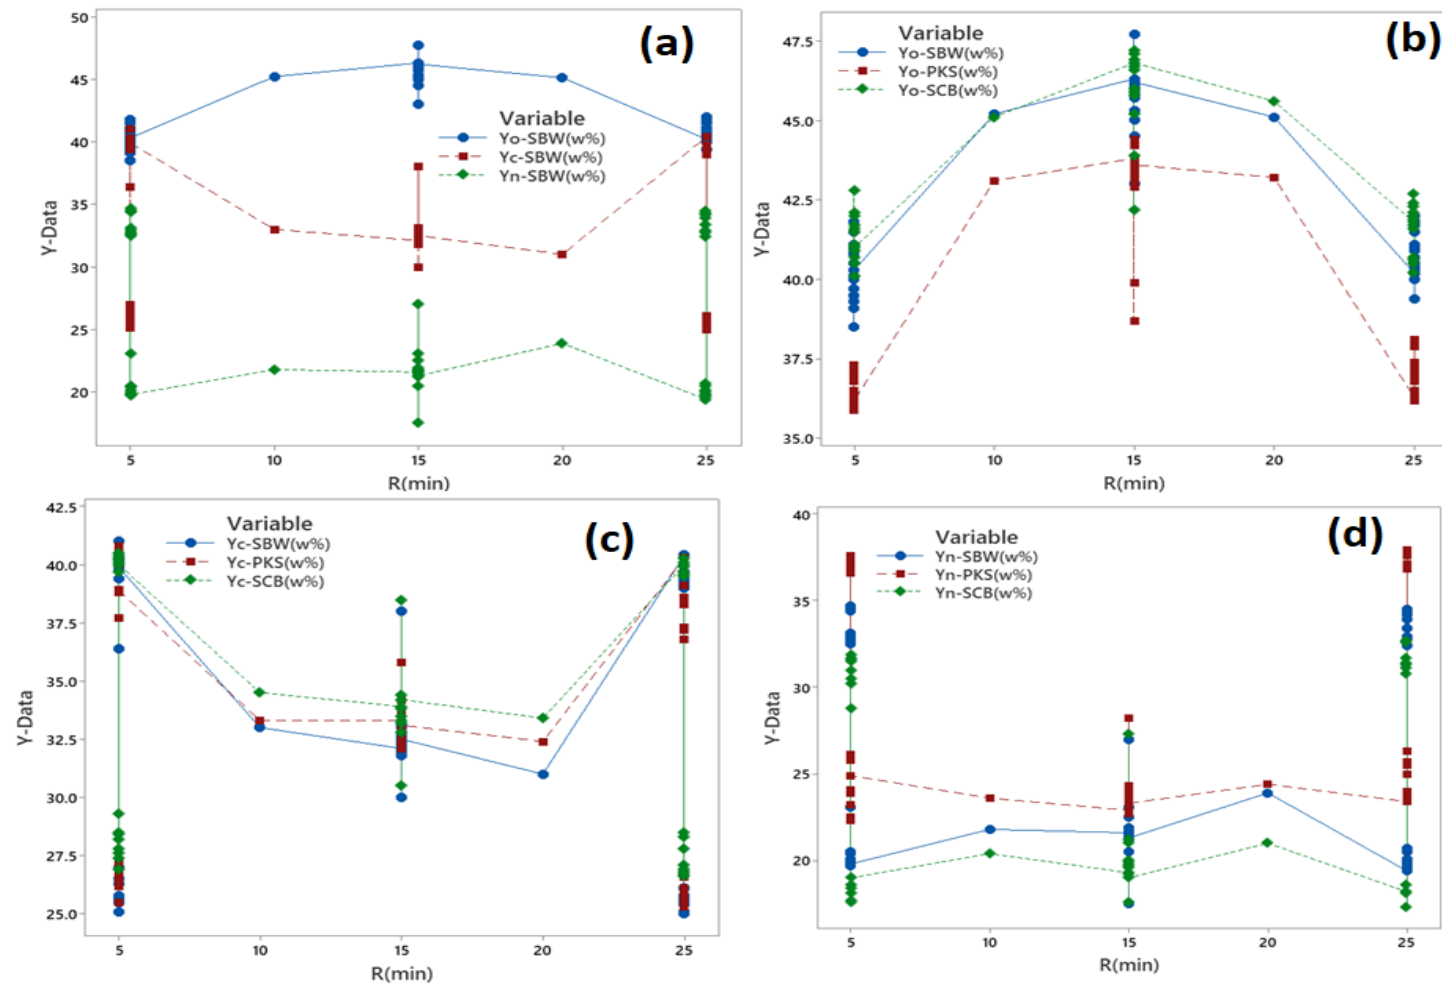 (a)
50
45
40
35
30
25
20
Y-Data
Variable
Yo-SBW(w%)
Yc-SBW(w%)
Yn-SBW(w%)
5 10 15 20 25
R(min)
(b)
47.5
45.0
42.5
40.0
37.5
35.0
Y-Data
Variable
Yo-SBW(w%)
Yo-PKS(w%)
Yo-SCB(w%)
5 10 15 20 25
R(min)
(c)
42.5
40.0
37.5
35.0
32.5
30.0
27.5
25.0
Y-Data
Variable
Yc-SBW(w%)
Yc-PKS(w%)
Yc-SCB(w%)
5 10 15 20 25
R(min)
(d)
40
35
30
25
20
Y-Data
Variable
Yn-SBW(w%)
Yn-PKS(w%)
Yn-SCB(w%)
5 10 15 20 25
R(min)